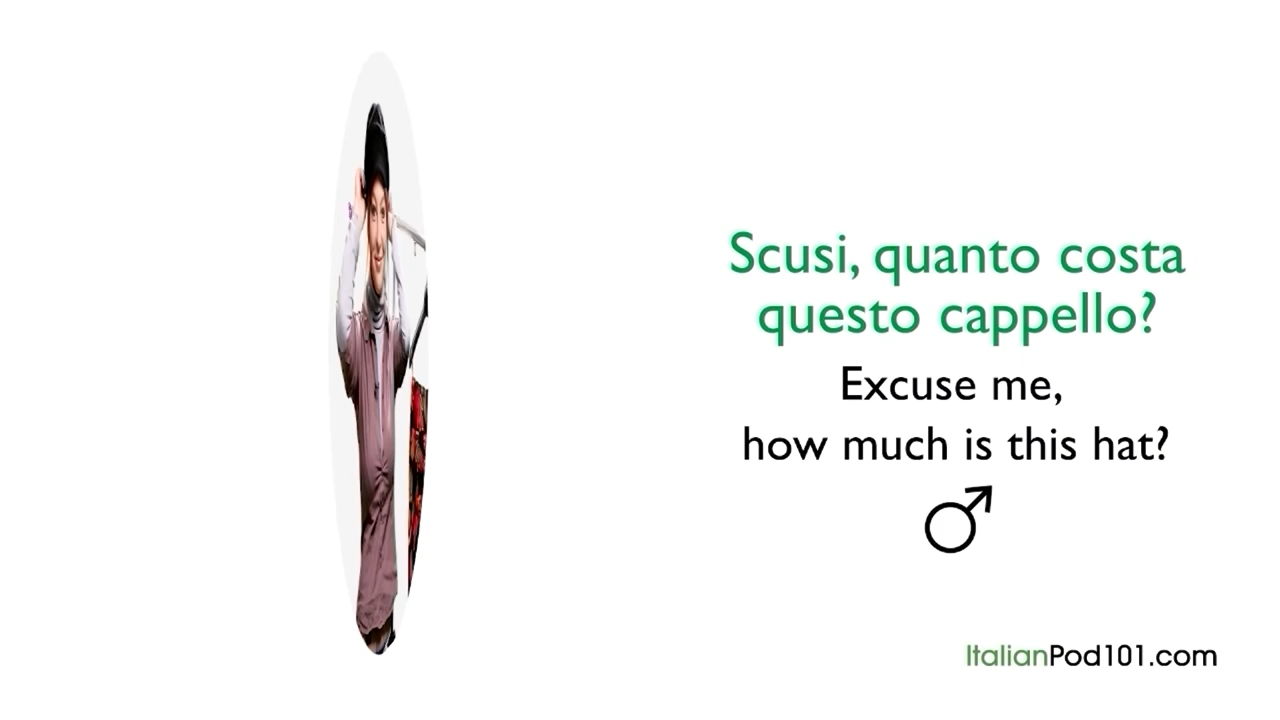 Scusi, quanto costa
questo cappello?
Excuse me,
how much is this hat?
ItalianPod101.com